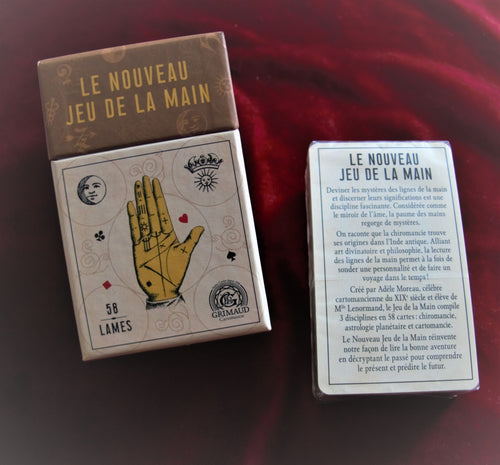 LE NOUVEAU
JEU DE LA MAIN
58
LAMES
GRIMAUD
Cartomancie
LE NOUVEAU
JEU DE LA MAIN
Deviner les mystères des lignes de la main
et discerner leurs significations est une
discipline fascinante. Considérée comme
le miroir de l'âme, la paume des mains
regorge de mystères.
On raconte que la chiromancie trouve
ses origines dans l'Inde antique. Alliant
art divinatoire et philosophie, la lecture
des lignes de la main permet à la fois de
sonder une personnalité et de faire un
voyage dans le temps !
Créé par Adèle Moreau, célèbre
cartomancienne du XIXe siècle et élève de
Mlle Lenormand, le Jeu de la Main compile
3 disciplines en 58 cartes : chiromancie,
astrologie planétaire et cartomancie.
Le Nouveau Jeu de la Main réinvente
notre façon de lire la bonne aventure
en décryptant le passé pour comprendre
le présent et prédire le futur.